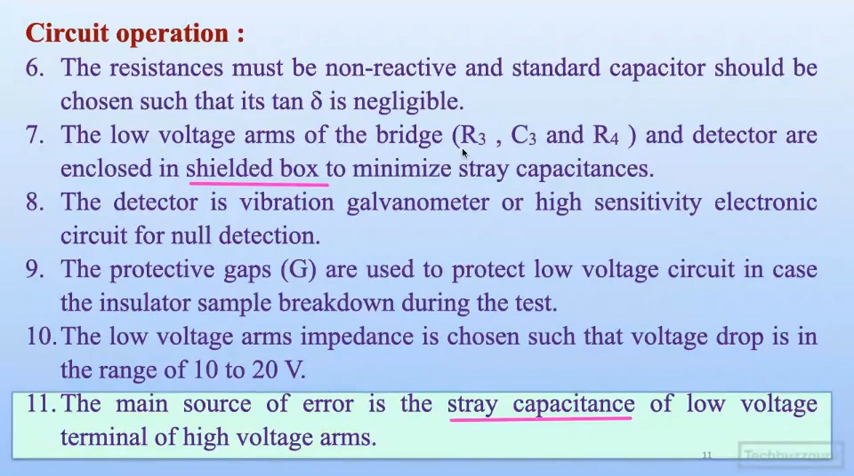 Circuit operation :
6. The resistances must be non-reactive and standard capacitor should be
chosen such that its tan δ is negligible.
7. The low voltage arms of the bridge (R3 , C3 and R4 ) and detector are
enclosed in shielded box to minimize stray capacitances.
8. The detector is vibration galvanometer or high sensitivity electronic
circuit for null detection.
9. The protective gaps (G) are used to protect low voltage circuit in case
the insulator sample breakdown during the test.
10. The low voltage arms impedance is chosen such that voltage drop is in
the range of 10 to 20 V.
11. The main source of error is the stray capacitance of low voltage
terminal of high voltage arms.
11